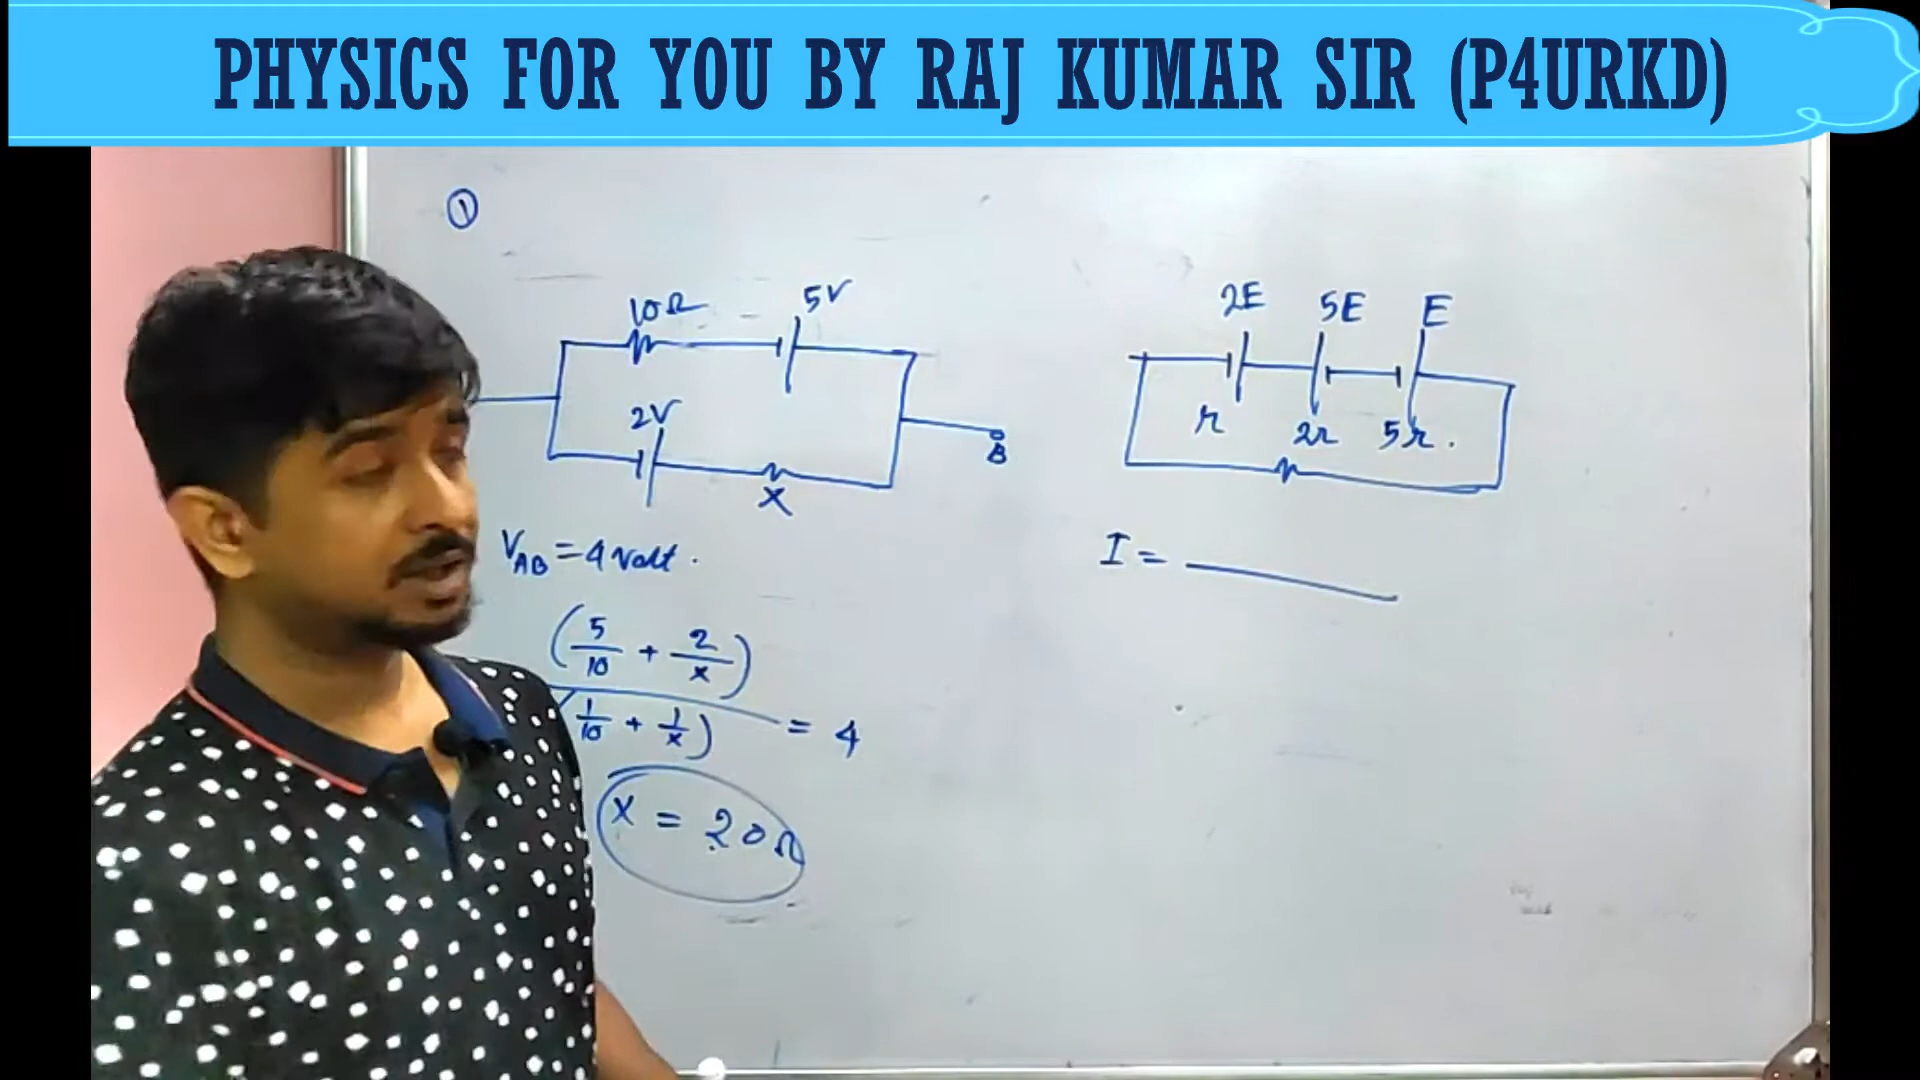 PHYSICS FOR YOU BY RAJ KUMAR SIR (P4URKD)
①
10Ω 5V
2V
X
B
V_AB = 4 volt.
(5/10 + 2/x)
(1/10 + 1/x) = 4
X = 20Ω
2E 5E E
r 2r 5r.
I =